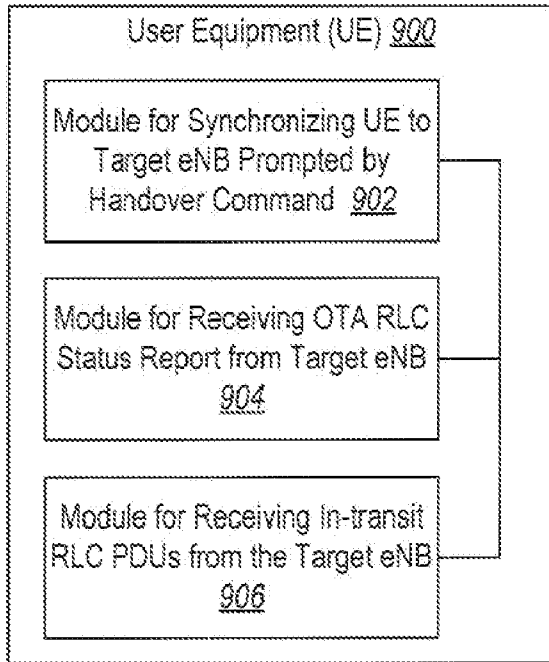 User Equipment (UE) 900
Module for Synchronizing UE to
Target eNB Prompted by
Handover Command 902
Module for Receiving OTA RLC
Status Report from Target eNB
904
Module for Receiving In-transit
RLC PDUs from the Target eNB
906